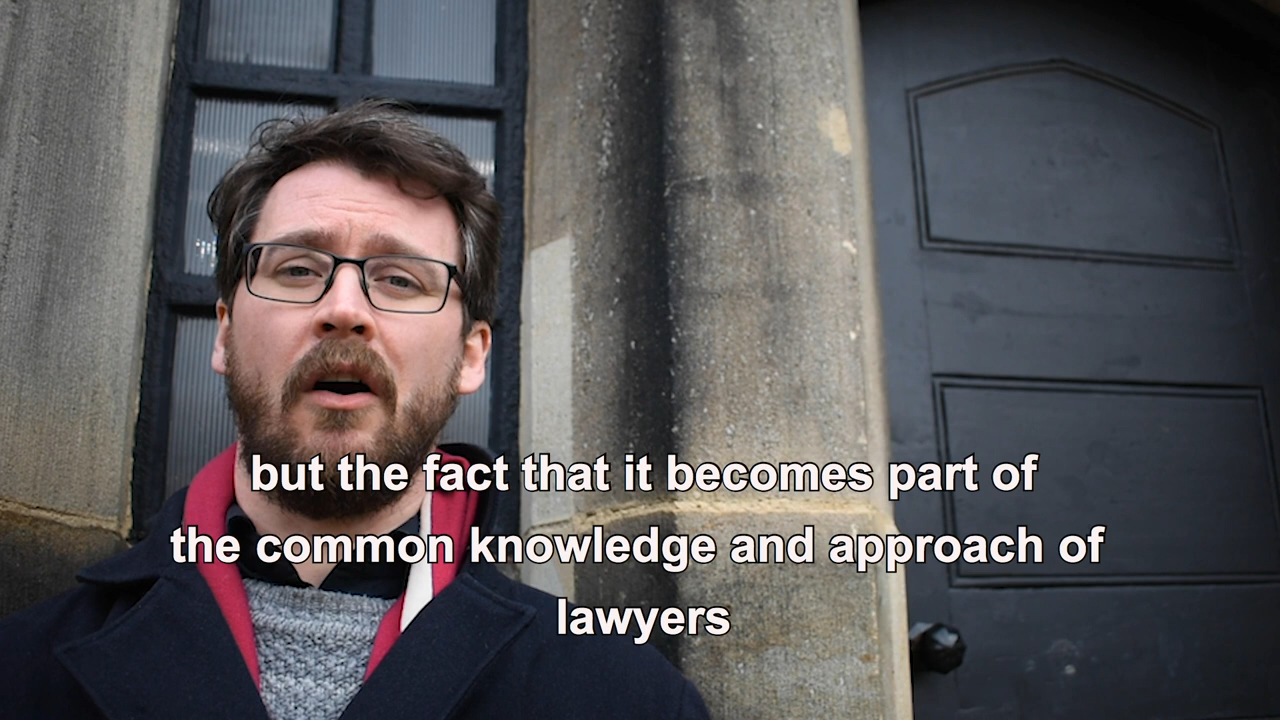 but the fact that it becomes part of
the common knowledge and approach of
lawyers